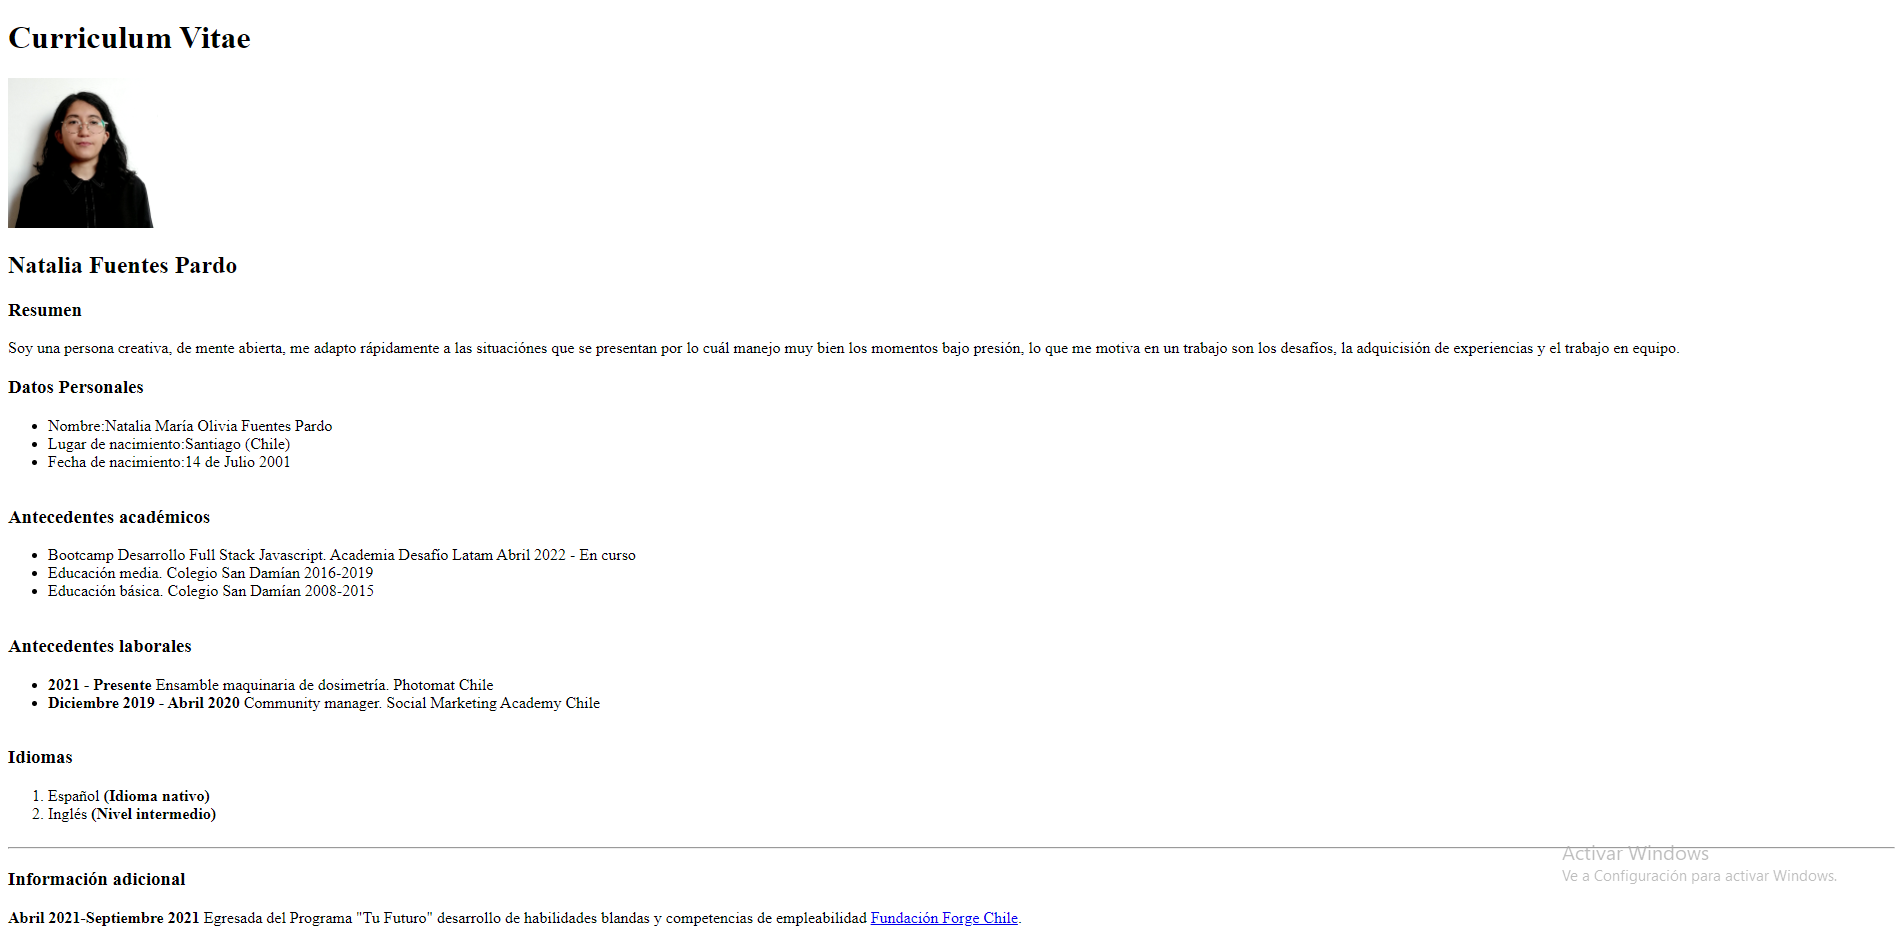 Curriculum Vitae
Natalia Fuentes Pardo
Resumen
Soy una persona creativa, de mente abierta, me adapto rápidamente a las situaciónes que se presentan por lo cuál manejo muy bien los momentos bajo presión, lo que me motiva en un trabajo son los desafíos, la adquicisión de experiencias y el trabajo en equipo.
Datos Personales
• Nombre:Natalia María Olivia Fuentes Pardo
• Lugar de nacimiento:Santiago (Chile)
• Fecha de nacimiento:14 de Julio 2001
Antecedentes académicos
• Bootcamp Desarrollo Full Stack Javascript. Academia Desafío Latam Abril 2022 - En curso
• Educación media. Colegio San Damían 2016-2019
• Educación básica. Colegio San Damían 2008-2015
Antecedentes laborales
• 2021 - Presente Ensamble maquinaria de dosimetría. Photomat Chile
• Diciembre 2019 - Abril 2020 Community manager. Social Marketing Academy Chile
Idiomas
1. Español (Idioma nativo)
2. Inglés (Nivel intermedio)
Activar Windows
Ve a Configuración para activar Windows.
Información adicional
Abril 2021-Septiembre 2021 Egresada del Programa "Tu Futuro" desarrollo de habilidades blandas y competencias de empleabilidad Fundación Forge Chile.